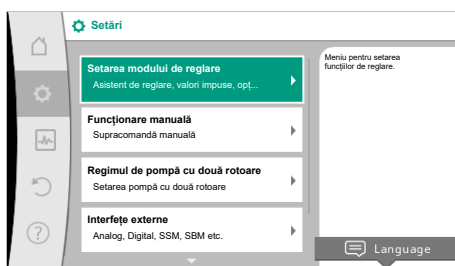 Setări
Setarea modului de reglare
Asistent de reglare, valori impuse, opț...
Funcționare manuală
Supracomandă manuală
Regimul de pompă cu două rotoare
Setarea pompă cu două rotoare
Interfețe externe
Analog, Digital, SSM, SBM etc.
Meniu pentru setarea
funcțiilor de reglare.
Language